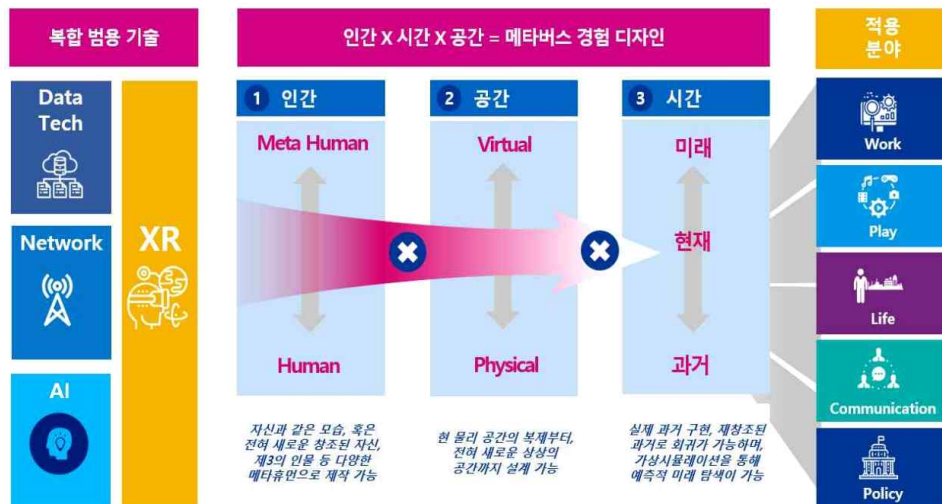 복합 범용 기술
인간 X 시간 X 공간 = 메타버스 경험 디자인
적용
분야
Data
Tech
Network
AI
XR
1 인간
Meta Human
Human
자신과 같은 모습, 혹은
전혀 새로운 창조된 자신,
제3의 인물 등 다양한
메타휴먼으로 제작 가능
2 공간
Virtual
Physical
현 물리 공간의 복제부터,
전혀 새로운 상상의
공간까지 설계 가능
3 시간
미래
현재
과거
실제 과거 구현, 재창조된
과거로 회귀가 가능하며,
가상시뮬레이션을 통해
예측적 미래 탐색이 가능
Work
Play
Life
Communication
Policy